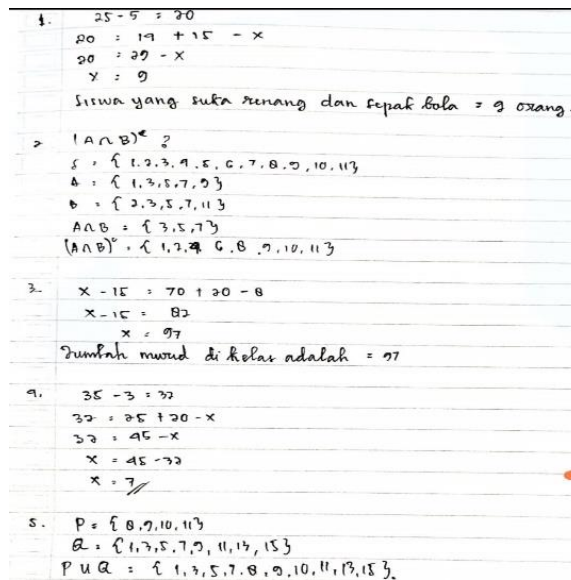 1. 25 - 5 = 20
20 = 14 + 15 - x
20 = 29 - x
x = 9
Siswa yang suka renang dan sepak bola = 9 orang.
2 (A∩B)ᶜ ?
S = {1.2.3.4.5,6,7.8.9,10,11}
A = {1,3,5,7,9}
B = {2,3,5,7,11}
A∩B = {3,5,7}
(A∩B)ᶜ = {1,2,4 6.8.9,10,11}
3. x - 15 = 70 + 20 - 8
x - 15 = 82
x = 97
Jumlah murid di kelas adalah = 97
4. 35 - 3 = 32
32 = 25 + 20 - x
32 = 45 - x
x = 45 - 32
x = 7
5. P = {8,9,10,11}
Q = {1,3,5,7,9,11,13,15}
P U Q = {1,3,5,7.8,9,10,11,13,15}.